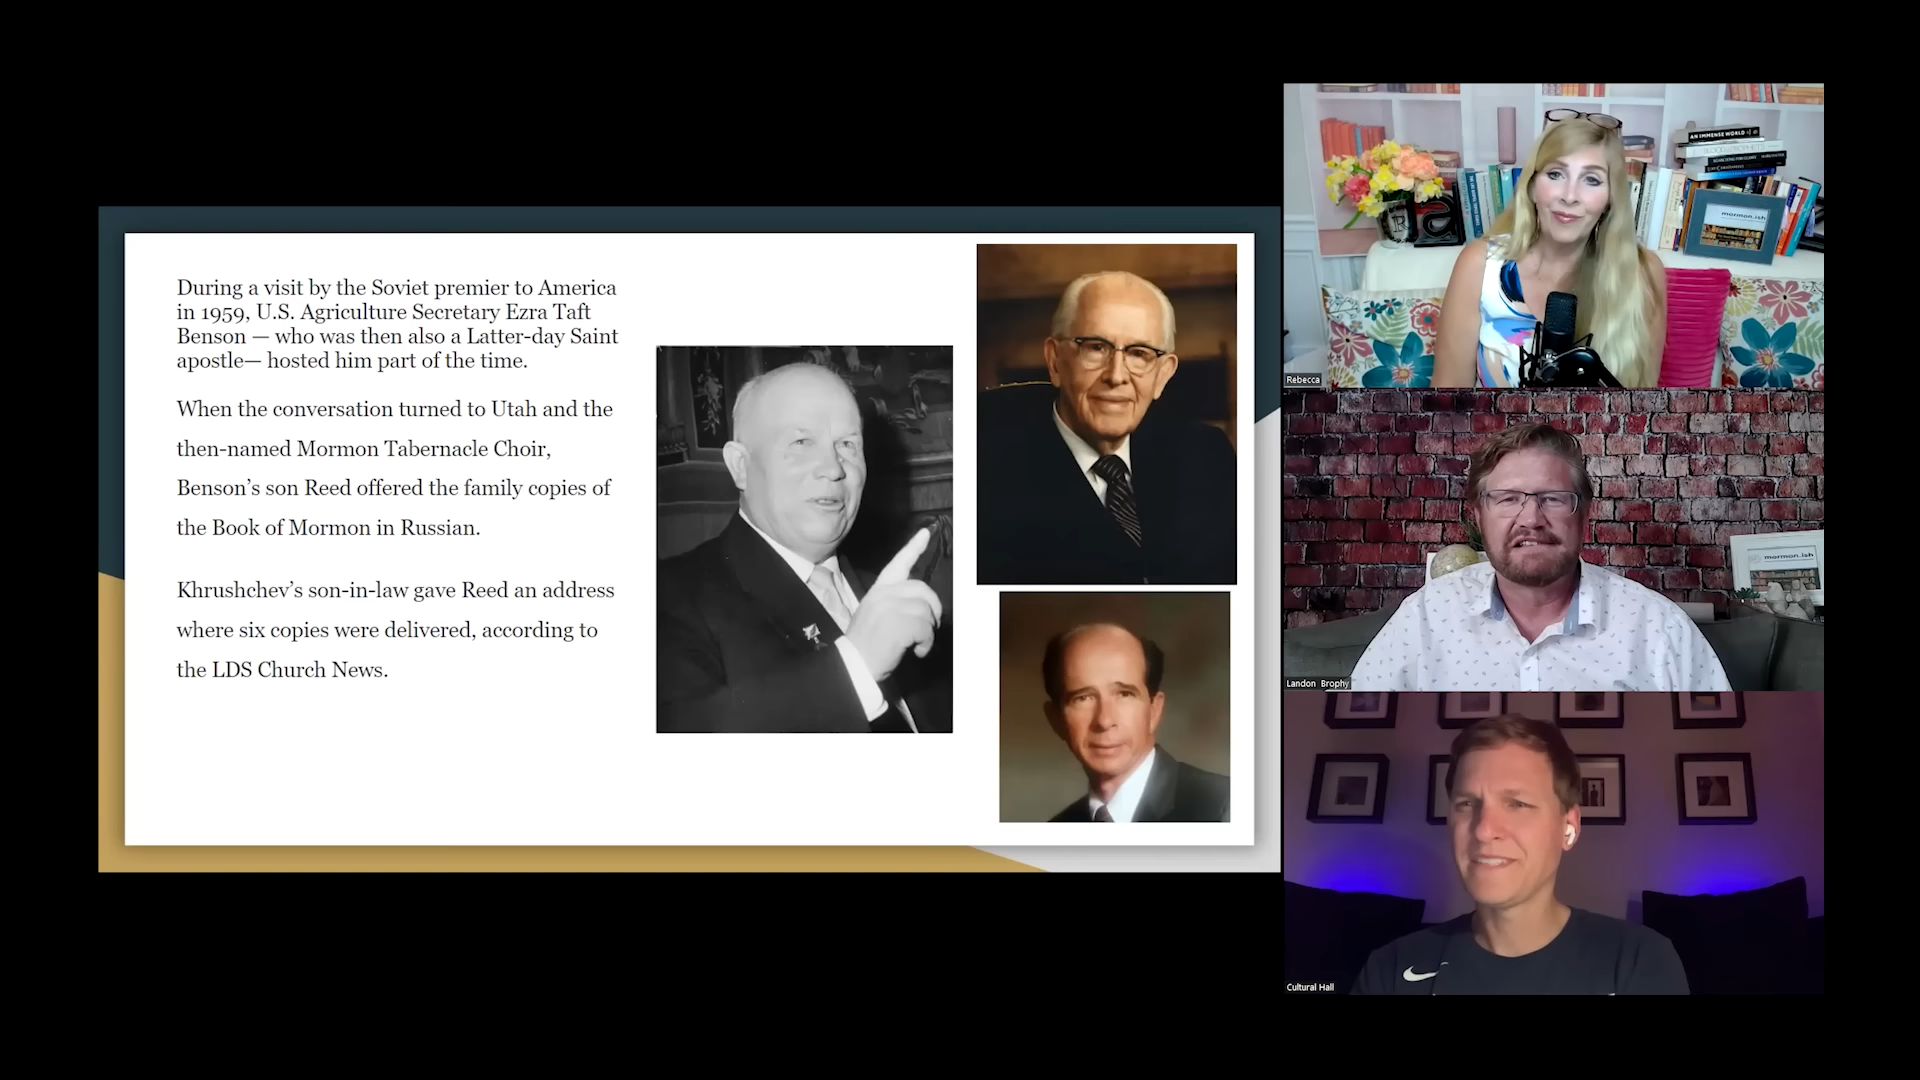 During a visit by the Soviet premier to America
in 1959, U.S. Agriculture Secretary Ezra Taft
Benson — who was then also a Latter-day Saint
apostle— hosted him part of the time.
When the conversation turned to Utah and the
then-named Mormon Tabernacle Choir,
Benson’s son Reed offered the family copies of
the Book of Mormon in Russian.
Khrushchev’s son-in-law gave Reed an address
where six copies were delivered, according to
the LDS Church News.
AN IMMENSE WORLD
R
a
mormon.ish
Rebecca
mormon.ish
Landon Brophy
Cultural Hall